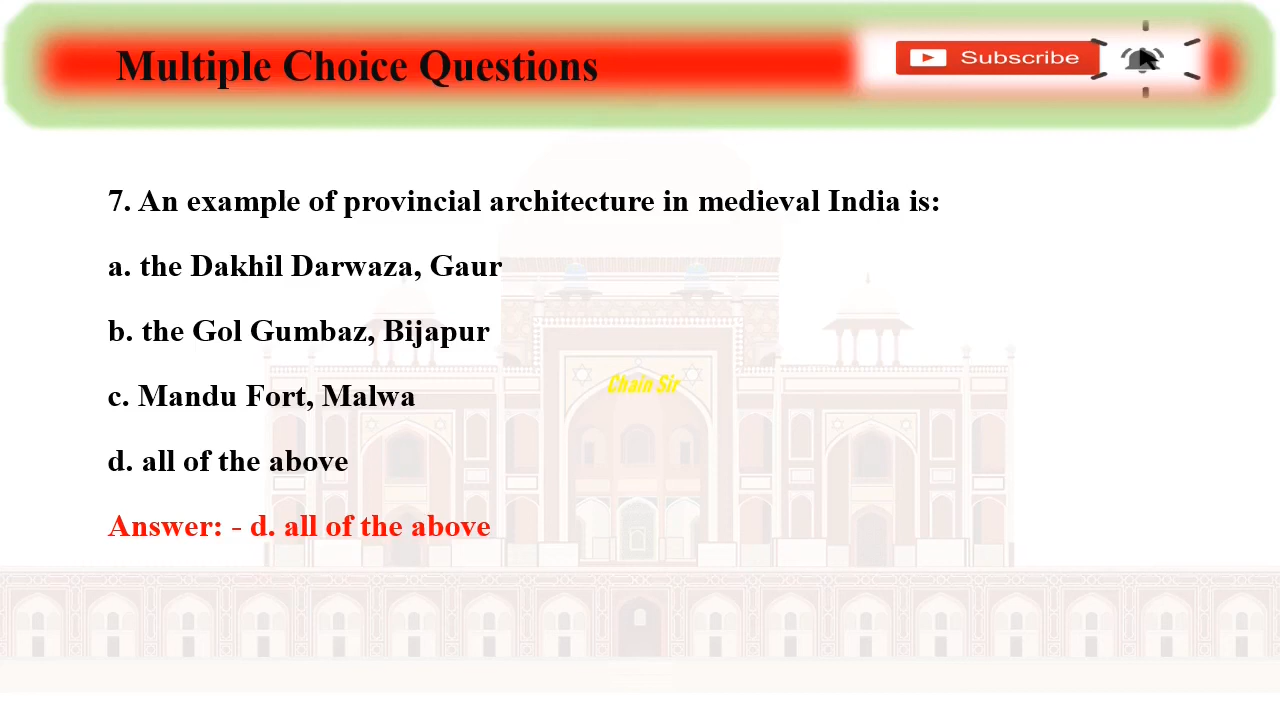 Multiple Choice Questions
Subscribe
7. An example of provincial architecture in medieval India is:
a. the Dakhil Darwaza, Gaur
b. the Gol Gumbaz, Bijapur
Chain Sir
c. Mandu Fort, Malwa
d. all of the above
Answer: - d. all of the above